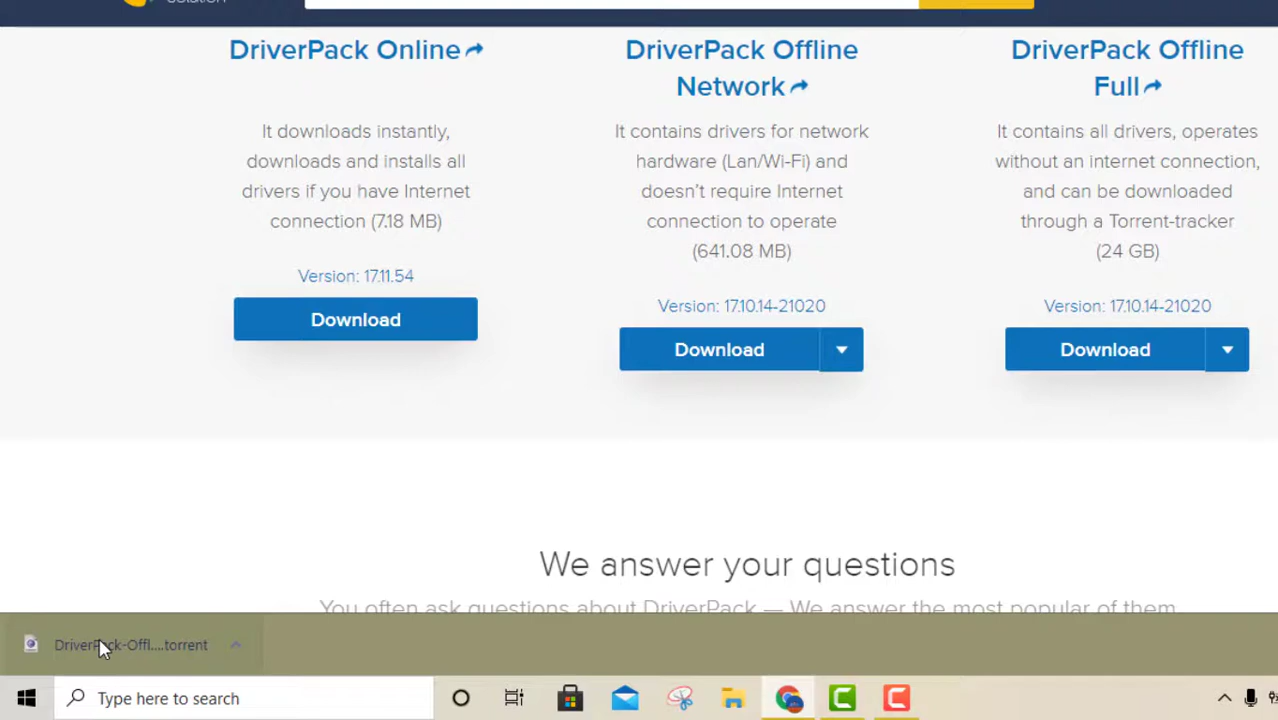 DriverPack Online
It downloads instantly,
downloads and installs all
drivers if you have Internet
connection (7.18 MB)
Version: 17.11.54
Download
DriverPack Offline
Network
It contains drivers for network
hardware (Lan/Wi-Fi) and
doesn't require Internet
connection to operate
(641.08 MB)
Version: 17.10.14-21020
Download
DriverPack Offline
Full
It contains all drivers, operates
without an internet connection,
and can be downloaded
through a Torrent-tracker
(24 GB)
Version: 17.10.14-21020
Download
We answer your questions
You often ask questions about DriverPack — We answer the most popular of them
DriverPack-Offl....torrent
Type here to search